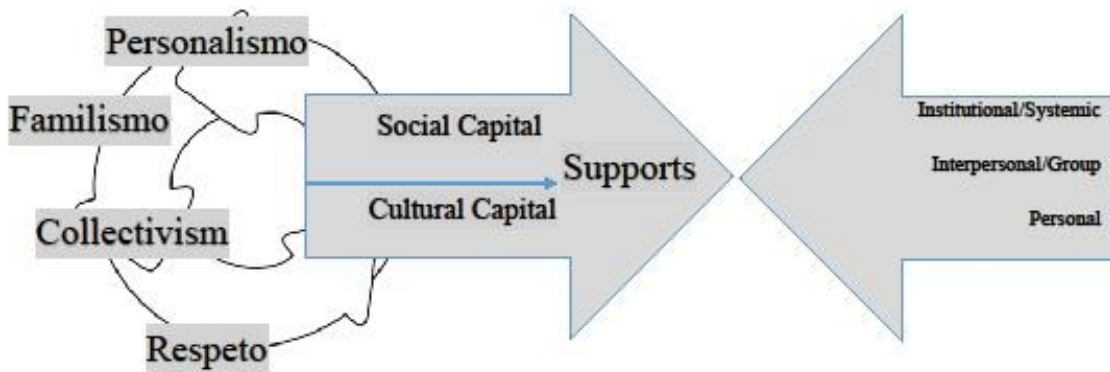 Personalismo
Familismo
Collectivism
Respeto
Social Capital
Cultural Capital
Supports
Institutional/Systemic
Interpersonal/Group
Personal